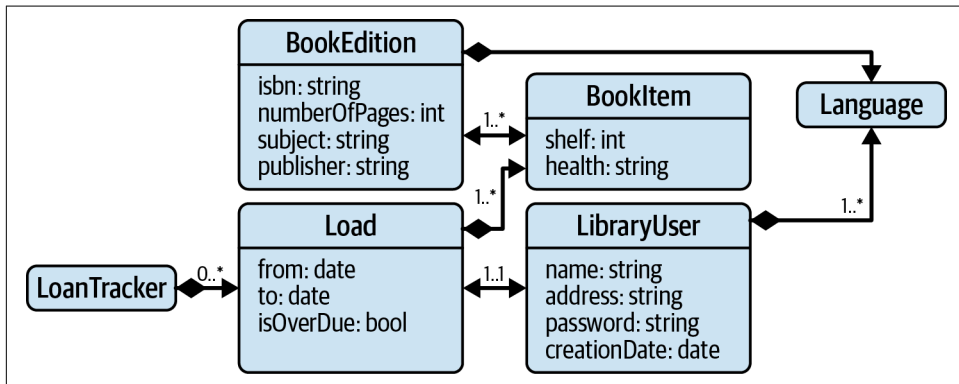 BookEdition
isbn: string
numberOfPages: int
subject: string
publisher: string
1..*
BookItem
shelf: int
health: string
Language
1..*
Load
from: date
to: date
isOverDue: bool
LoanTracker
0..*
1..1
LibraryUser
name: string
address: string
password: string
creationDate: date
1..*